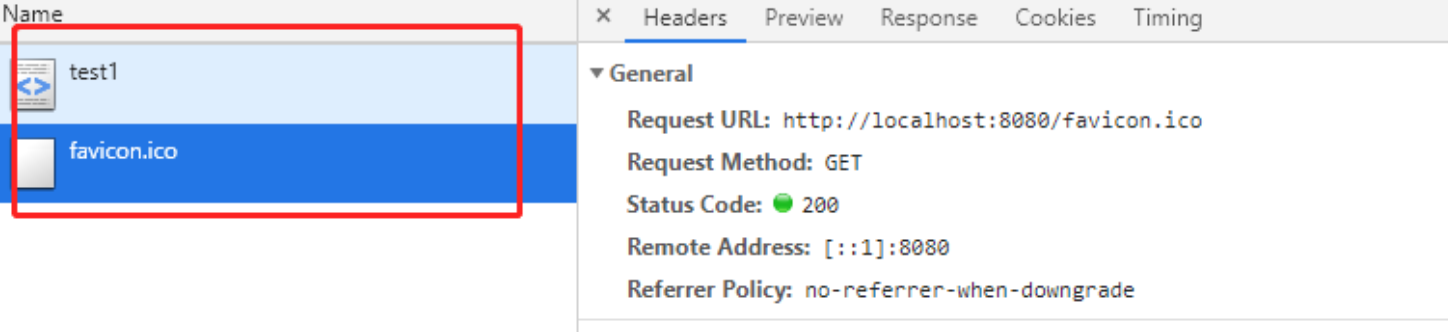 Name
test1
favicon.ico
× Headers Preview Response Cookies Timing
▼ General
Request URL: http://localhost:8080/favicon.ico
Request Method: GET
Status Code: 200
Remote Address: [::1]:8080
Referrer Policy: no-referrer-when-downgrade